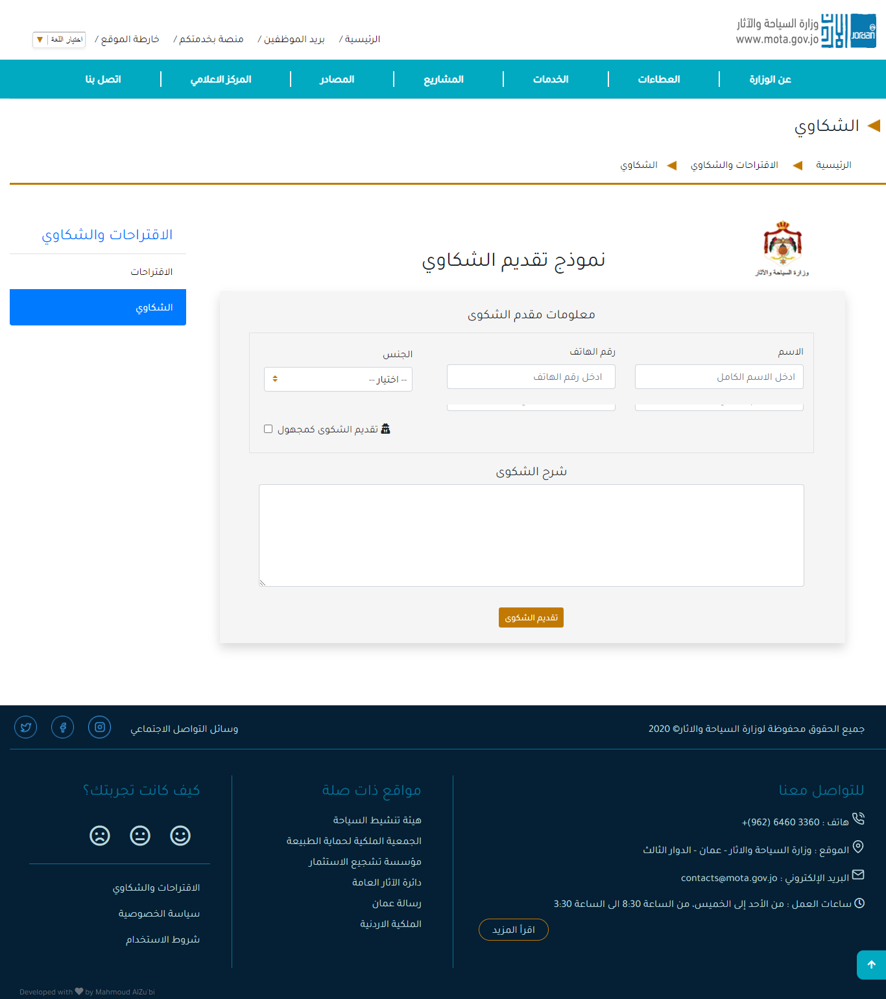 وزارة السياحة والآثار
www.mota.gov.jo
Jordan
الرئيسية /
بريد الموظفين /
منصة بخدمتكم /
خارطة الموقع /
اختيار اللغة
عن الوزارة
العطاءات
الخدمات
المشاريع
المصادر
المركز الاعلامي
اتصل بنا
الشكاوي
الرئيسية
الاقتراحات والشكاوي
الشكاوي
الاقتراحات والشكاوي
الاقتراحات
الشكاوي
وزارة السياحة والآثار
نموذج تقديم الشكاوي
معلومات مقدم الشكوى
الاسم
ادخل الاسم الكامل
رقم الهاتف
ادخل رقم الهاتف
الجنس
-- اختيار --
تقديم الشكوى كمجهول
شرح الشكوى
تقديم الشكوى
جميع الحقوق محفوظة لوزارة السياحة والاثار© 2020
وسائل التواصل الاجتماعي
للتواصل معنا
هاتف : 3360 6460 (962)+
الموقع : وزارة السياحة والاثار - عمان - الدوار الثالث
البريد الإلكتروني : contacts@mota.gov.jo
ساعات العمل : من الأحد إلى الخميس، من الساعة 8:30 الى الساعة 3:30
اقرأ المزيد
مواقع ذات صلة
هيئة تنشيط السياحة
الجمعية الملكية لحماية الطبيعة
مؤسسة تشجيع الاستثمار
دائرة الآثار العامة
رسالة عمان
الملكية الاردنية
كيف كانت تجربتك؟
الاقتراحات والشكاوي
سياسة الخصوصية
شروط الاستخدام
Developed with by Mahmoud AlZu'bi